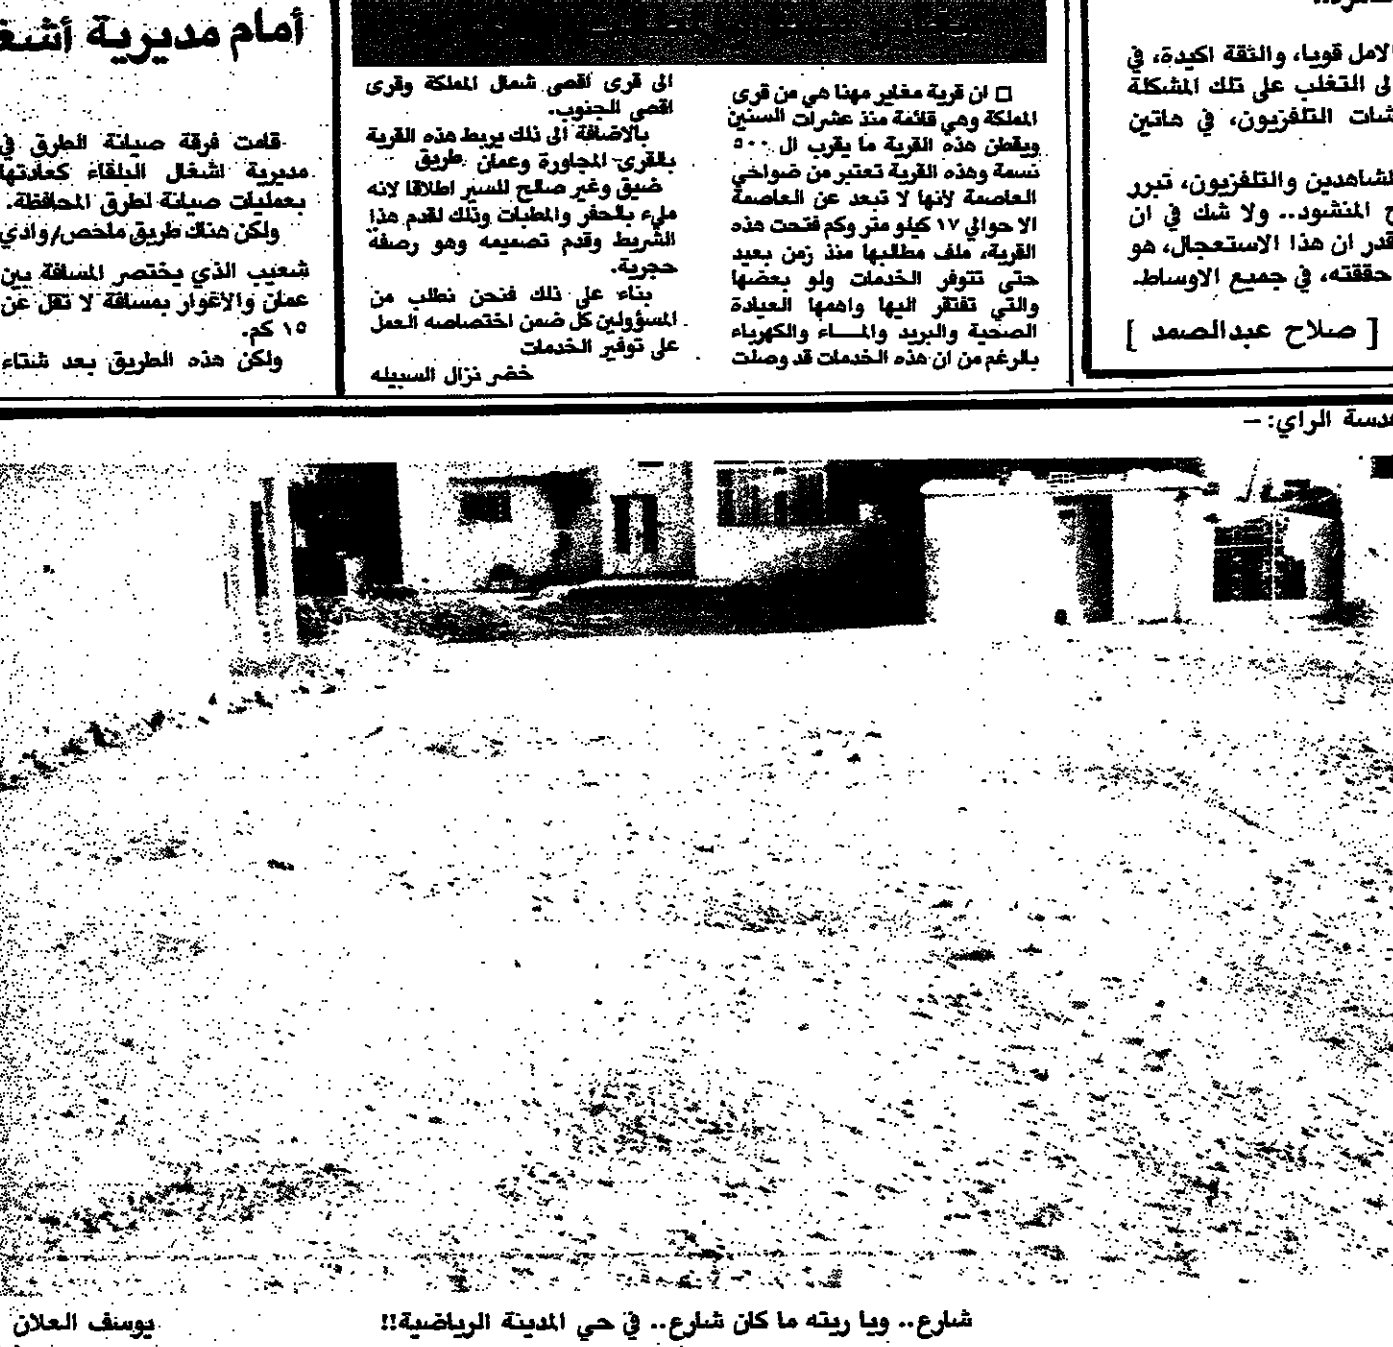 لامل قويا، والثقة اكيدة، في
لى التغلب على تلك المشكلة
شات التلفزيون، في هاتين
لشاهدين والتلفزيون، تبرر
المنشود.. ولا شك في ان
قدر ان هذا الاستعجال، هو
حققته، في جميع الاوساط.
[ صلاح عبدالصمد ]
□ ان قرية مغاير مهنا هي من قرى
المملكة وهي قائمة منذ عشرات السنين
ويقطن هذه القرية ما يقرب ال ٥٠٠
نسمة وهذه القرية تعتبر من ضواحي
العاصمة لانها لا تبعد عن العاصمة
الا حوالي ١٧ كيلو متر وكم فتحت هذه
القرية، ملف مطالبها منذ زمن بعيد
حتى تتوفر الخدمات ولو بعضها
والتي تفتقر اليها واهمها العيادة
الصحية والبريد والمـــاء والكهرباء
بالرغم من ان هذه الخدمات قد وصلت
الى قرى اقصى شمال المملكة وقرى
اقصى الجنوب.
بالاضافة الى ذلك يربط هذه القرية
بالقرى المجاورة وعمان طريق
ضيق وغير صالح للسير اطلاقا لانه
مليء بالحفر والمطبات وذلك لقدم هذا
الشريط وقدم تصميمه وهو رصفة
حجرية.
بناء على ذلك فنحن نطلب من
المسؤولين كل ضمن اختصاصه العمل
على توفير الخدمات
خضر نزال السبيله
أمام مديرية أشغ
قامت فرقة صيانة الطرق في
مديرية اشغال البلقاء كعادتها
بعمليات صيانة لطرق المحافظة.
ولكن هناك طريق ملخص/وادي
شعيب الذي يختصر المسافة بين
عمان والاغوار بمسافة لا تقل عن
١٥ كم.
ولكن هذه الطريق بعد شتاء
دسة الراي: —
شارع.. ويا ريته ما كان شارع.. في حي المدينة الرياضية!!
يوسف العلان